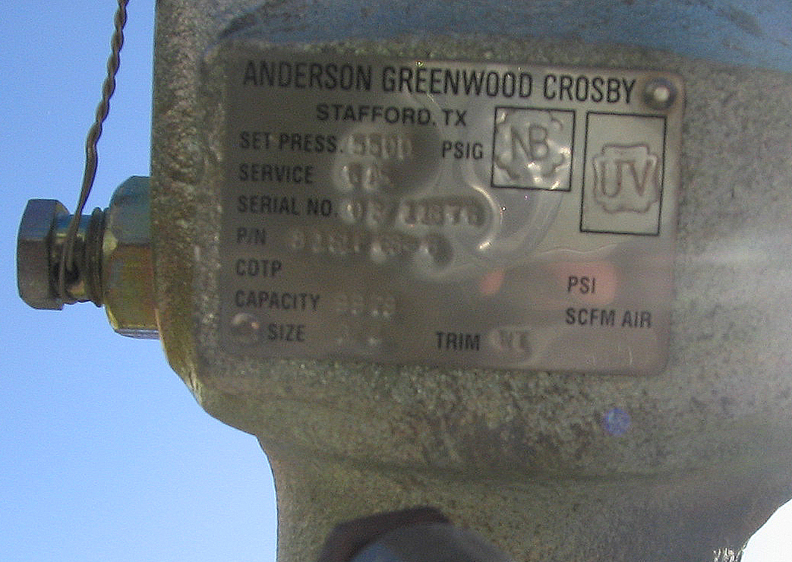 ANDERSON GREENWOOD CROSBY
STAFFORD, TX
NB
UV
SET PRESS. PSIG
SERVICE GAS
SERIAL NO.
P/N
COTP PSI
CAPACITY SCFM AIR
SIZE TRIM